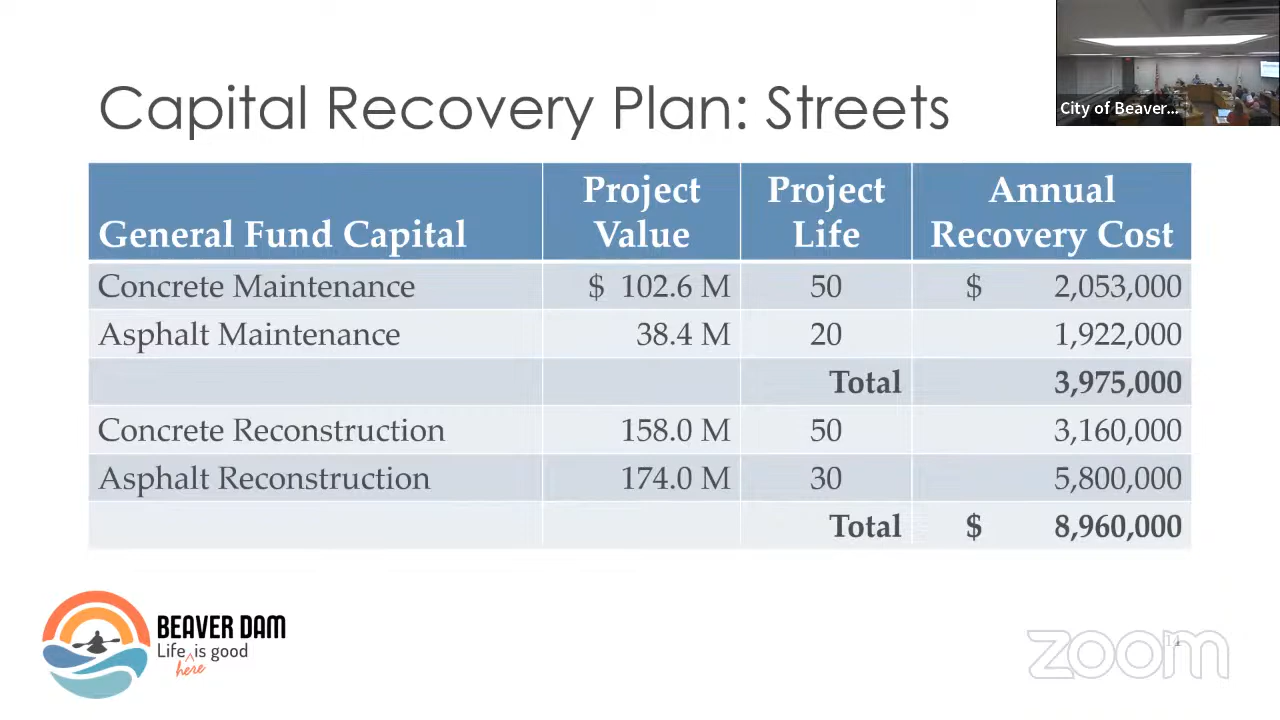 City of Beaver...
Capital Recovery Plan: Streets
General Fund Capital Project Value Project Life Annual Recovery Cost
Concrete Maintenance $ 102.6 M 50 $ 2,053,000
Asphalt Maintenance 38.4 M 20 1,922,000
Total 3,975,000
Concrete Reconstruction 158.0 M 50 3,160,000
Asphalt Reconstruction 174.0 M 30 5,800,000
Total $ 8,960,000
BEAVER DAM
Life is good
here
zoom
14